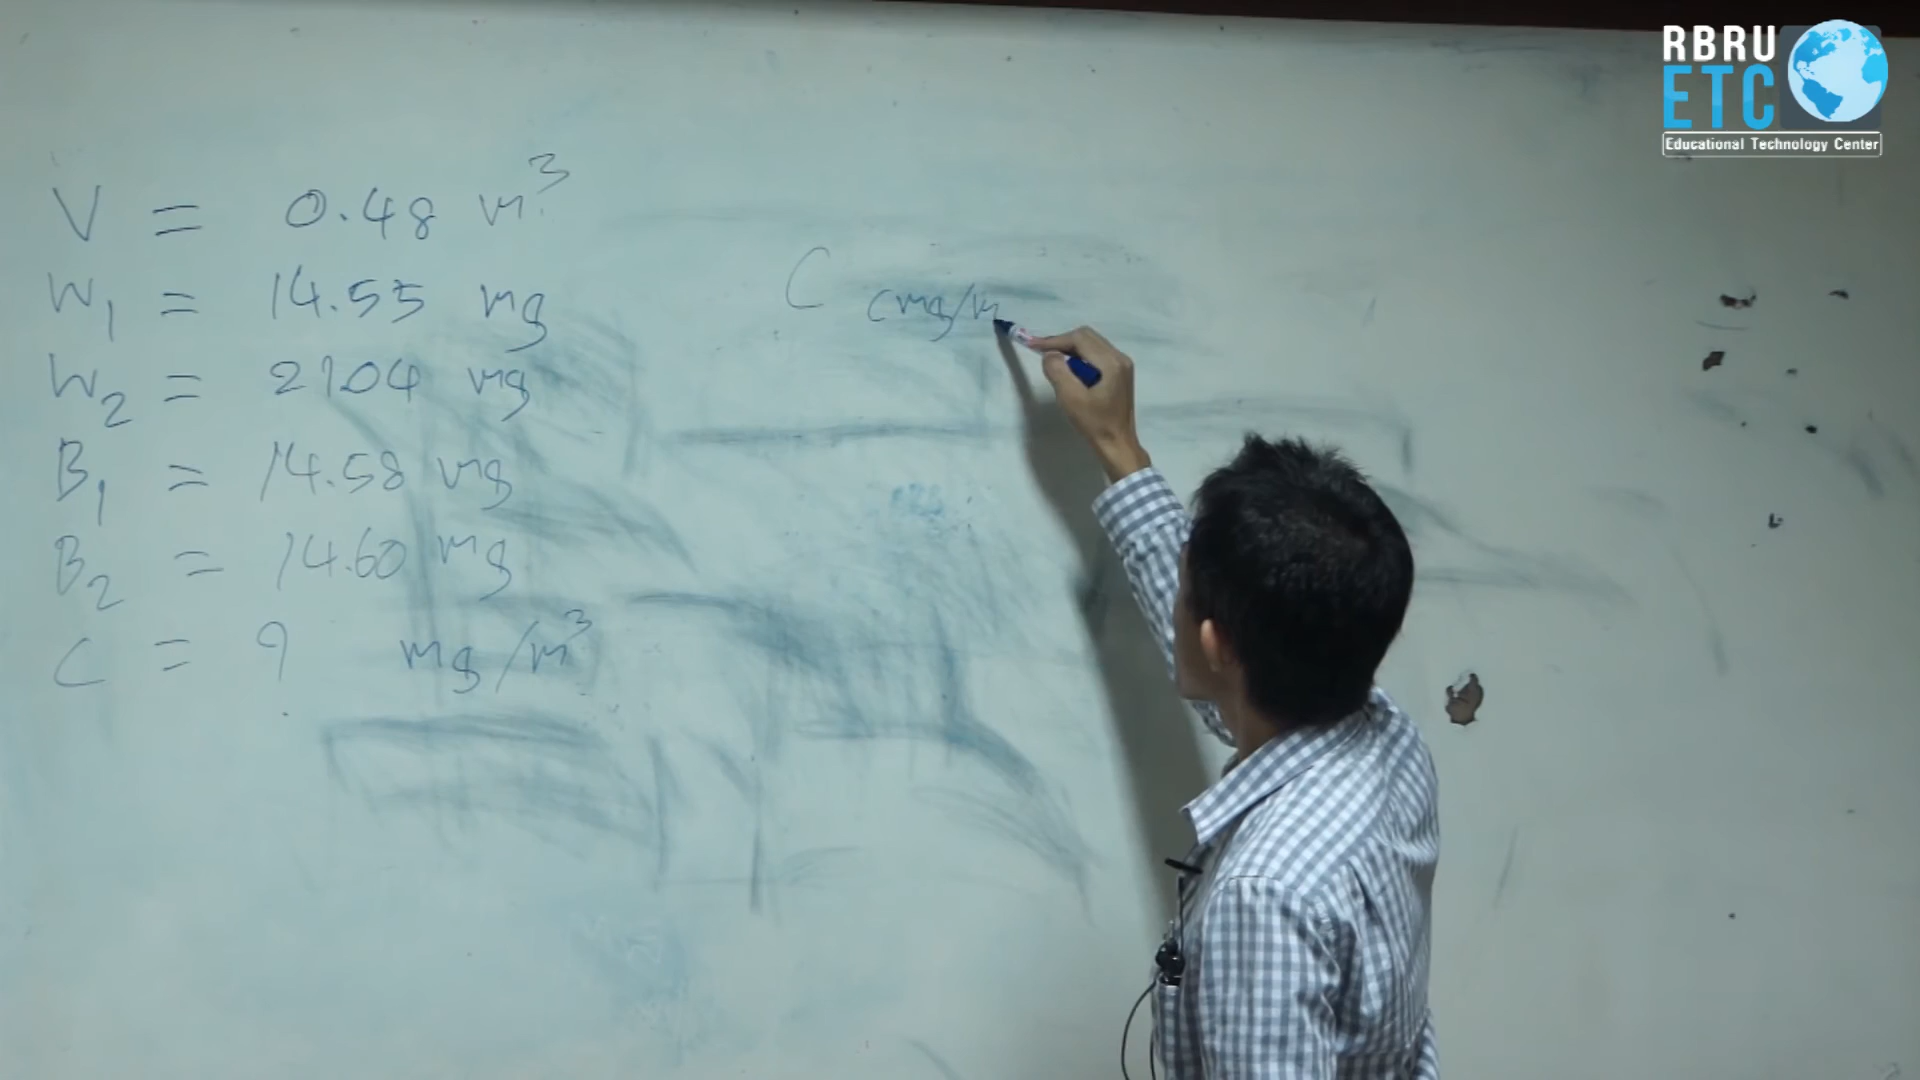 RBRU
ETC
Educational Technology Center
V = 0.48 m³
W₁ = 14.55 mg
W₂ = 21.04 mg
B₁ = 14.58 mg
B₂ = 14.60 mg
C = ? mg/m³
C (mg/m